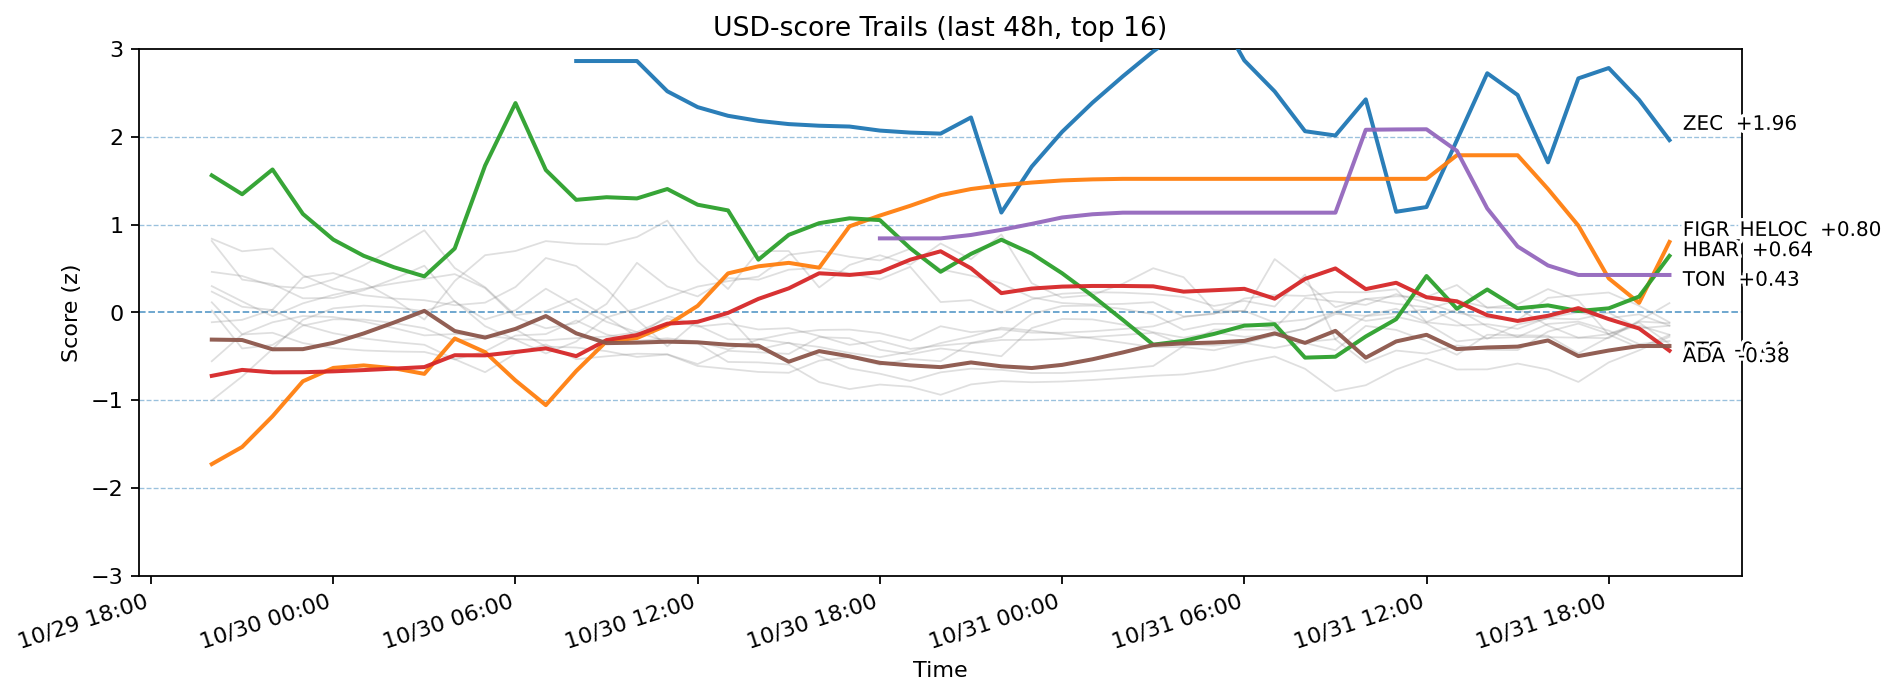 USD-score Trails (last 48h, top 16)
3
2
1
0
−1
−2
−3
Score (z)
ZEC +1.96
FIGR HELOC +0.80
HBAR +0.64
TON +0.43
ADA -0.38
10/29 18:00
10/30 00:00
10/30 06:00
10/30 12:00
10/30 18:00
10/31 00:00
10/31 06:00
10/31 12:00
10/31 18:00
Time